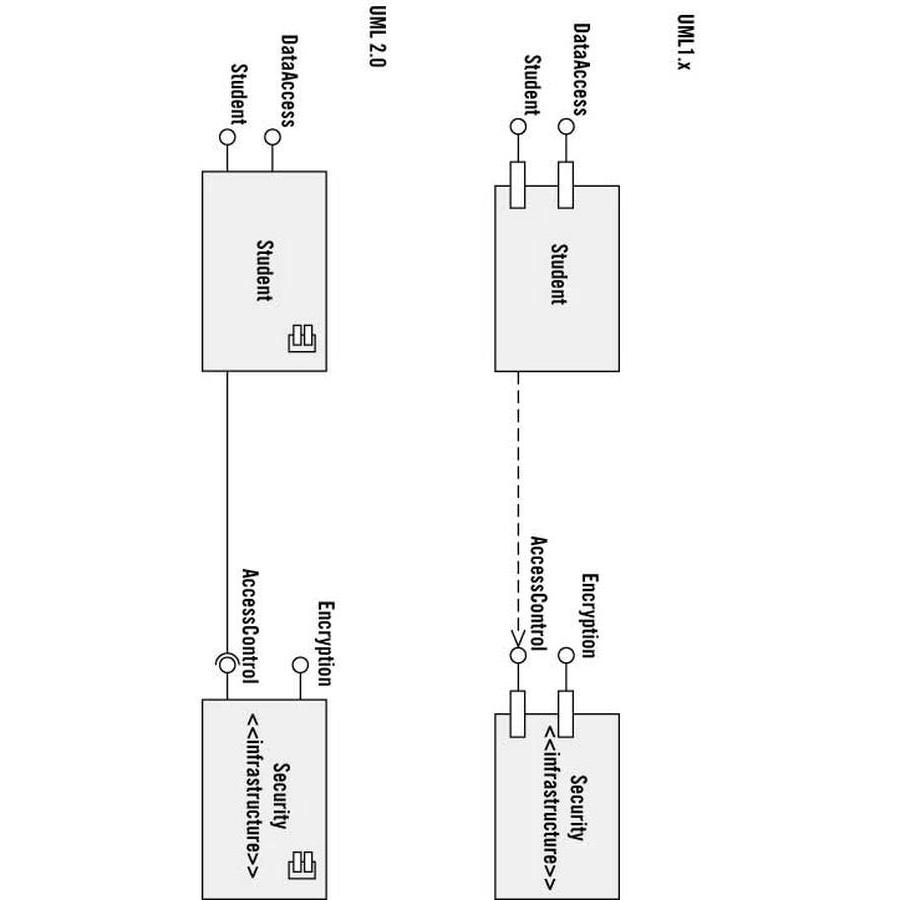 UML1.x
DataAccess
Student
Student
Encryption
AccessControl
Security
<<infrastructure>>
UML 2.0
DataAccess
Student
Student
Encryption
AccessControl
Security
<<infrastructure>>